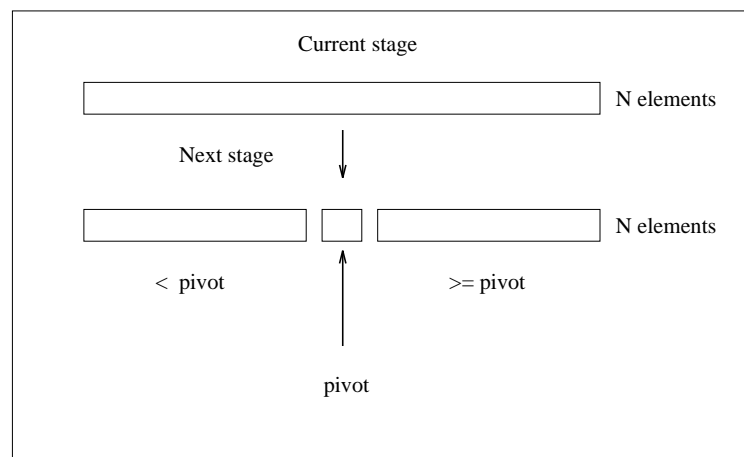 Current stage
N elements
Next stage
N elements
< pivot
>= pivot
pivot